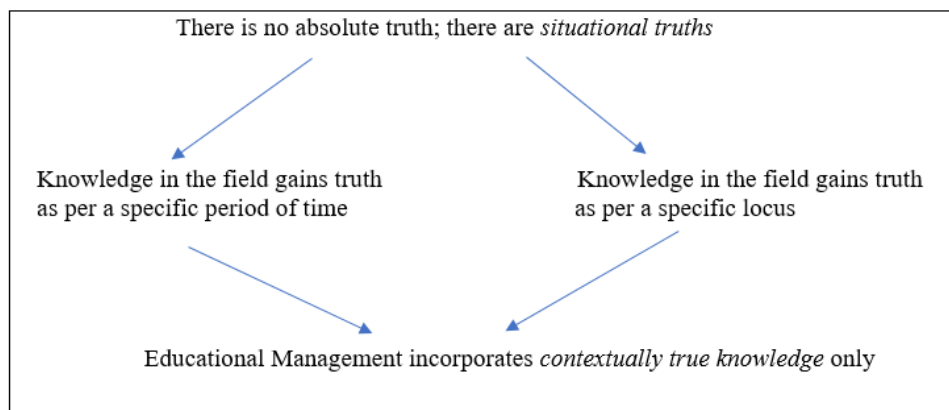 There is no absolute truth; there are situational truths
Knowledge in the field gains truth
as per a specific period of time
Knowledge in the field gains truth
as per a specific locus
Educational Management incorporates contextually true knowledge only